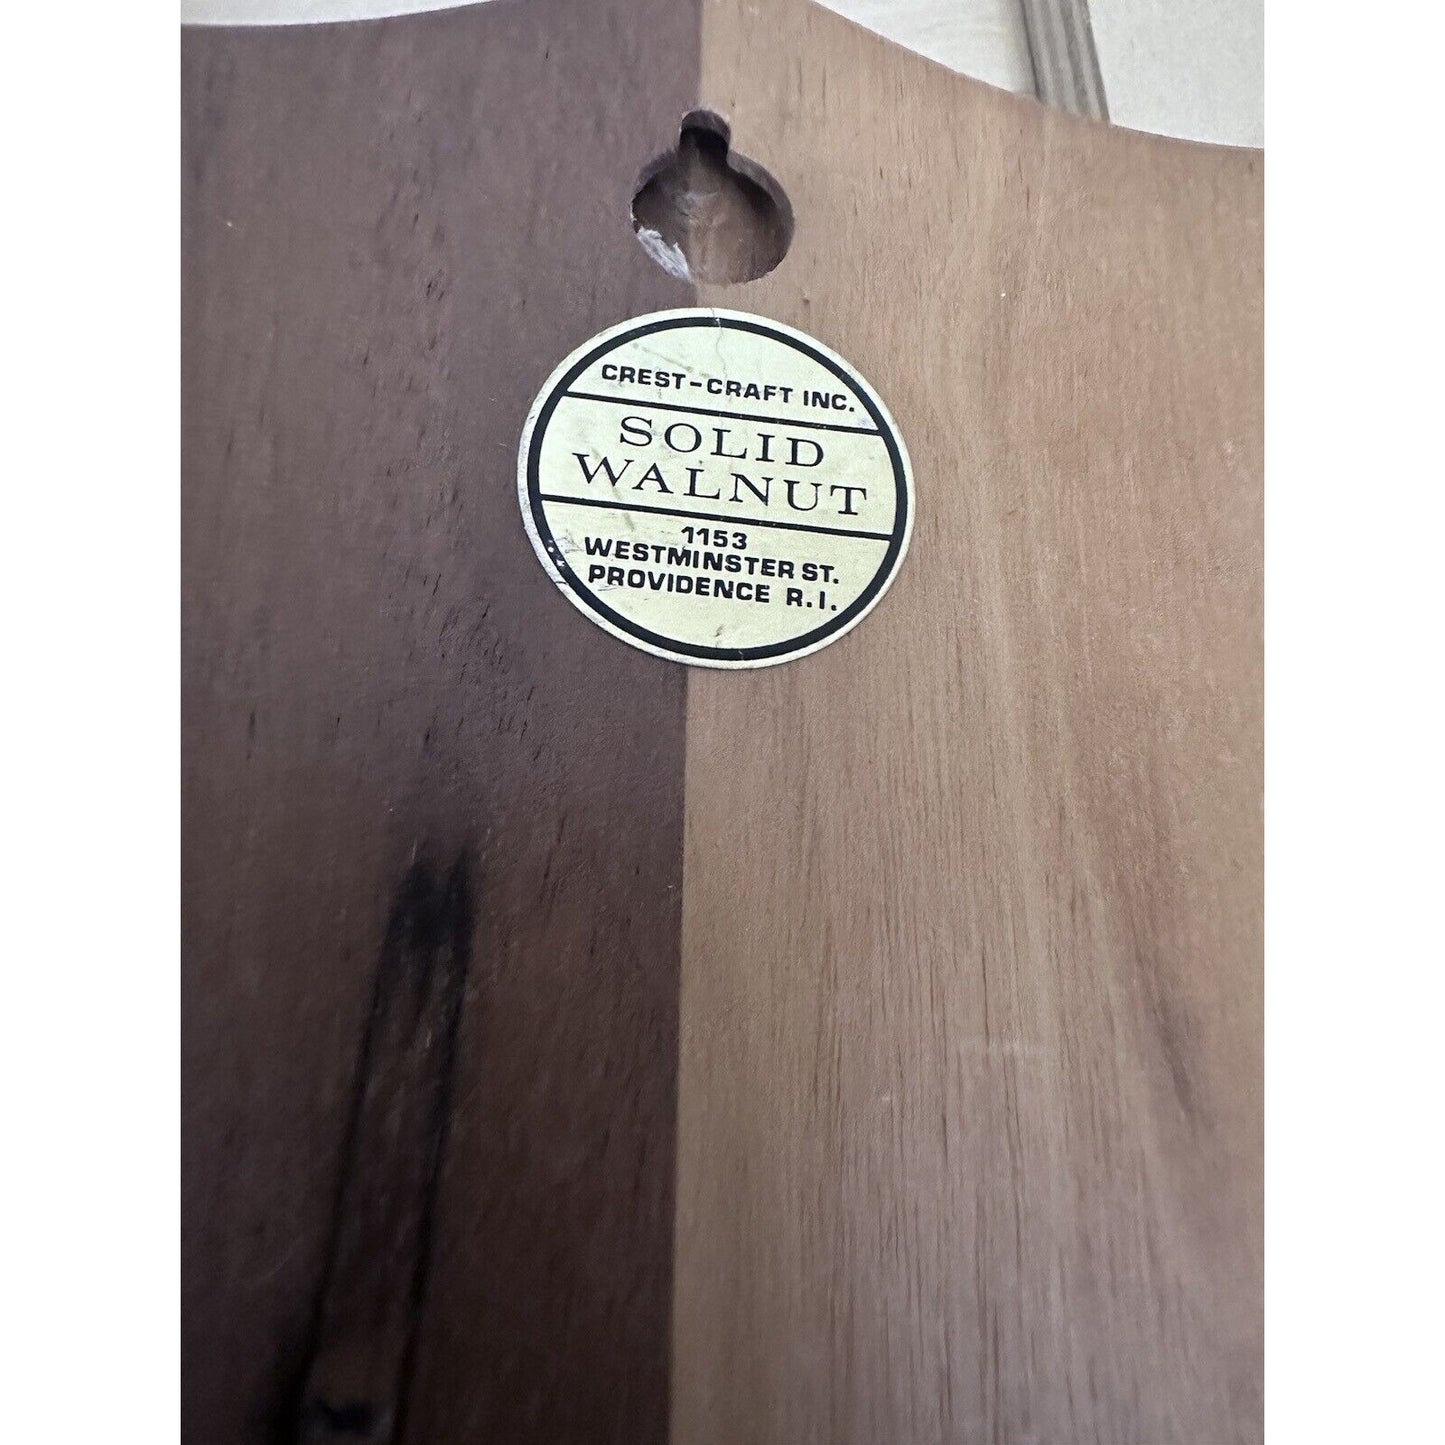 CREST-CRAFT INC.
SOLID
WALNUT
1153
WESTMINSTER ST.
PROVIDENCE R.I.